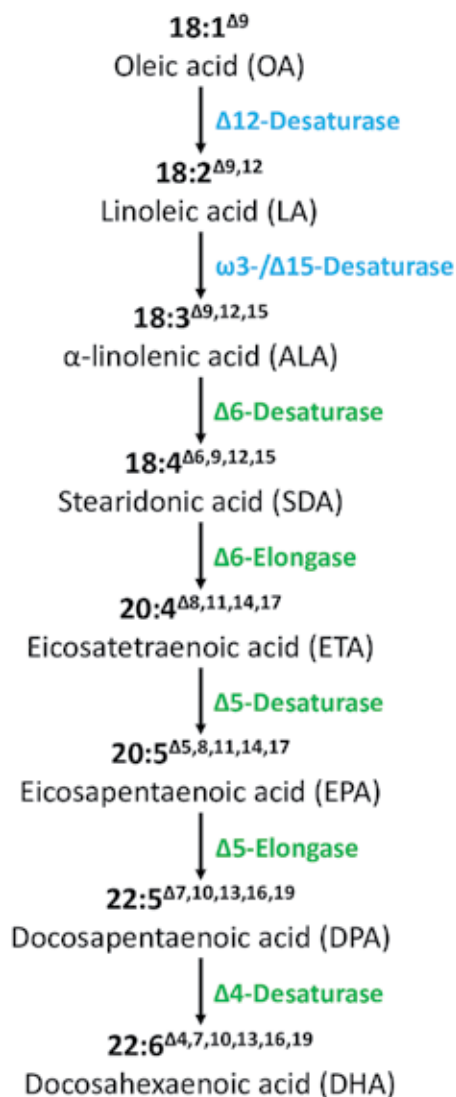 18:1Δ9
Oleic acid (OA)
Δ12-Desaturase
18:2Δ9,12
Linoleic acid (LA)
ω3-/Δ15-Desaturase
18:3Δ9,12,15
α-linolenic acid (ALA)
Δ6-Desaturase
18:4Δ6,9,12,15
Stearidonic acid (SDA)
Δ6-Elongase
20:4Δ8,11,14,17
Eicosatetraenoic acid (ETA)
Δ5-Desaturase
20:5Δ5,8,11,14,17
Eicosapentaenoic acid (EPA)
Δ5-Elongase
22:5Δ7,10,13,16,19
Docosapentaenoic acid (DPA)
Δ4-Desaturase
22:6Δ4,7,10,13,16,19
Docosahexaenoic acid (DHA)